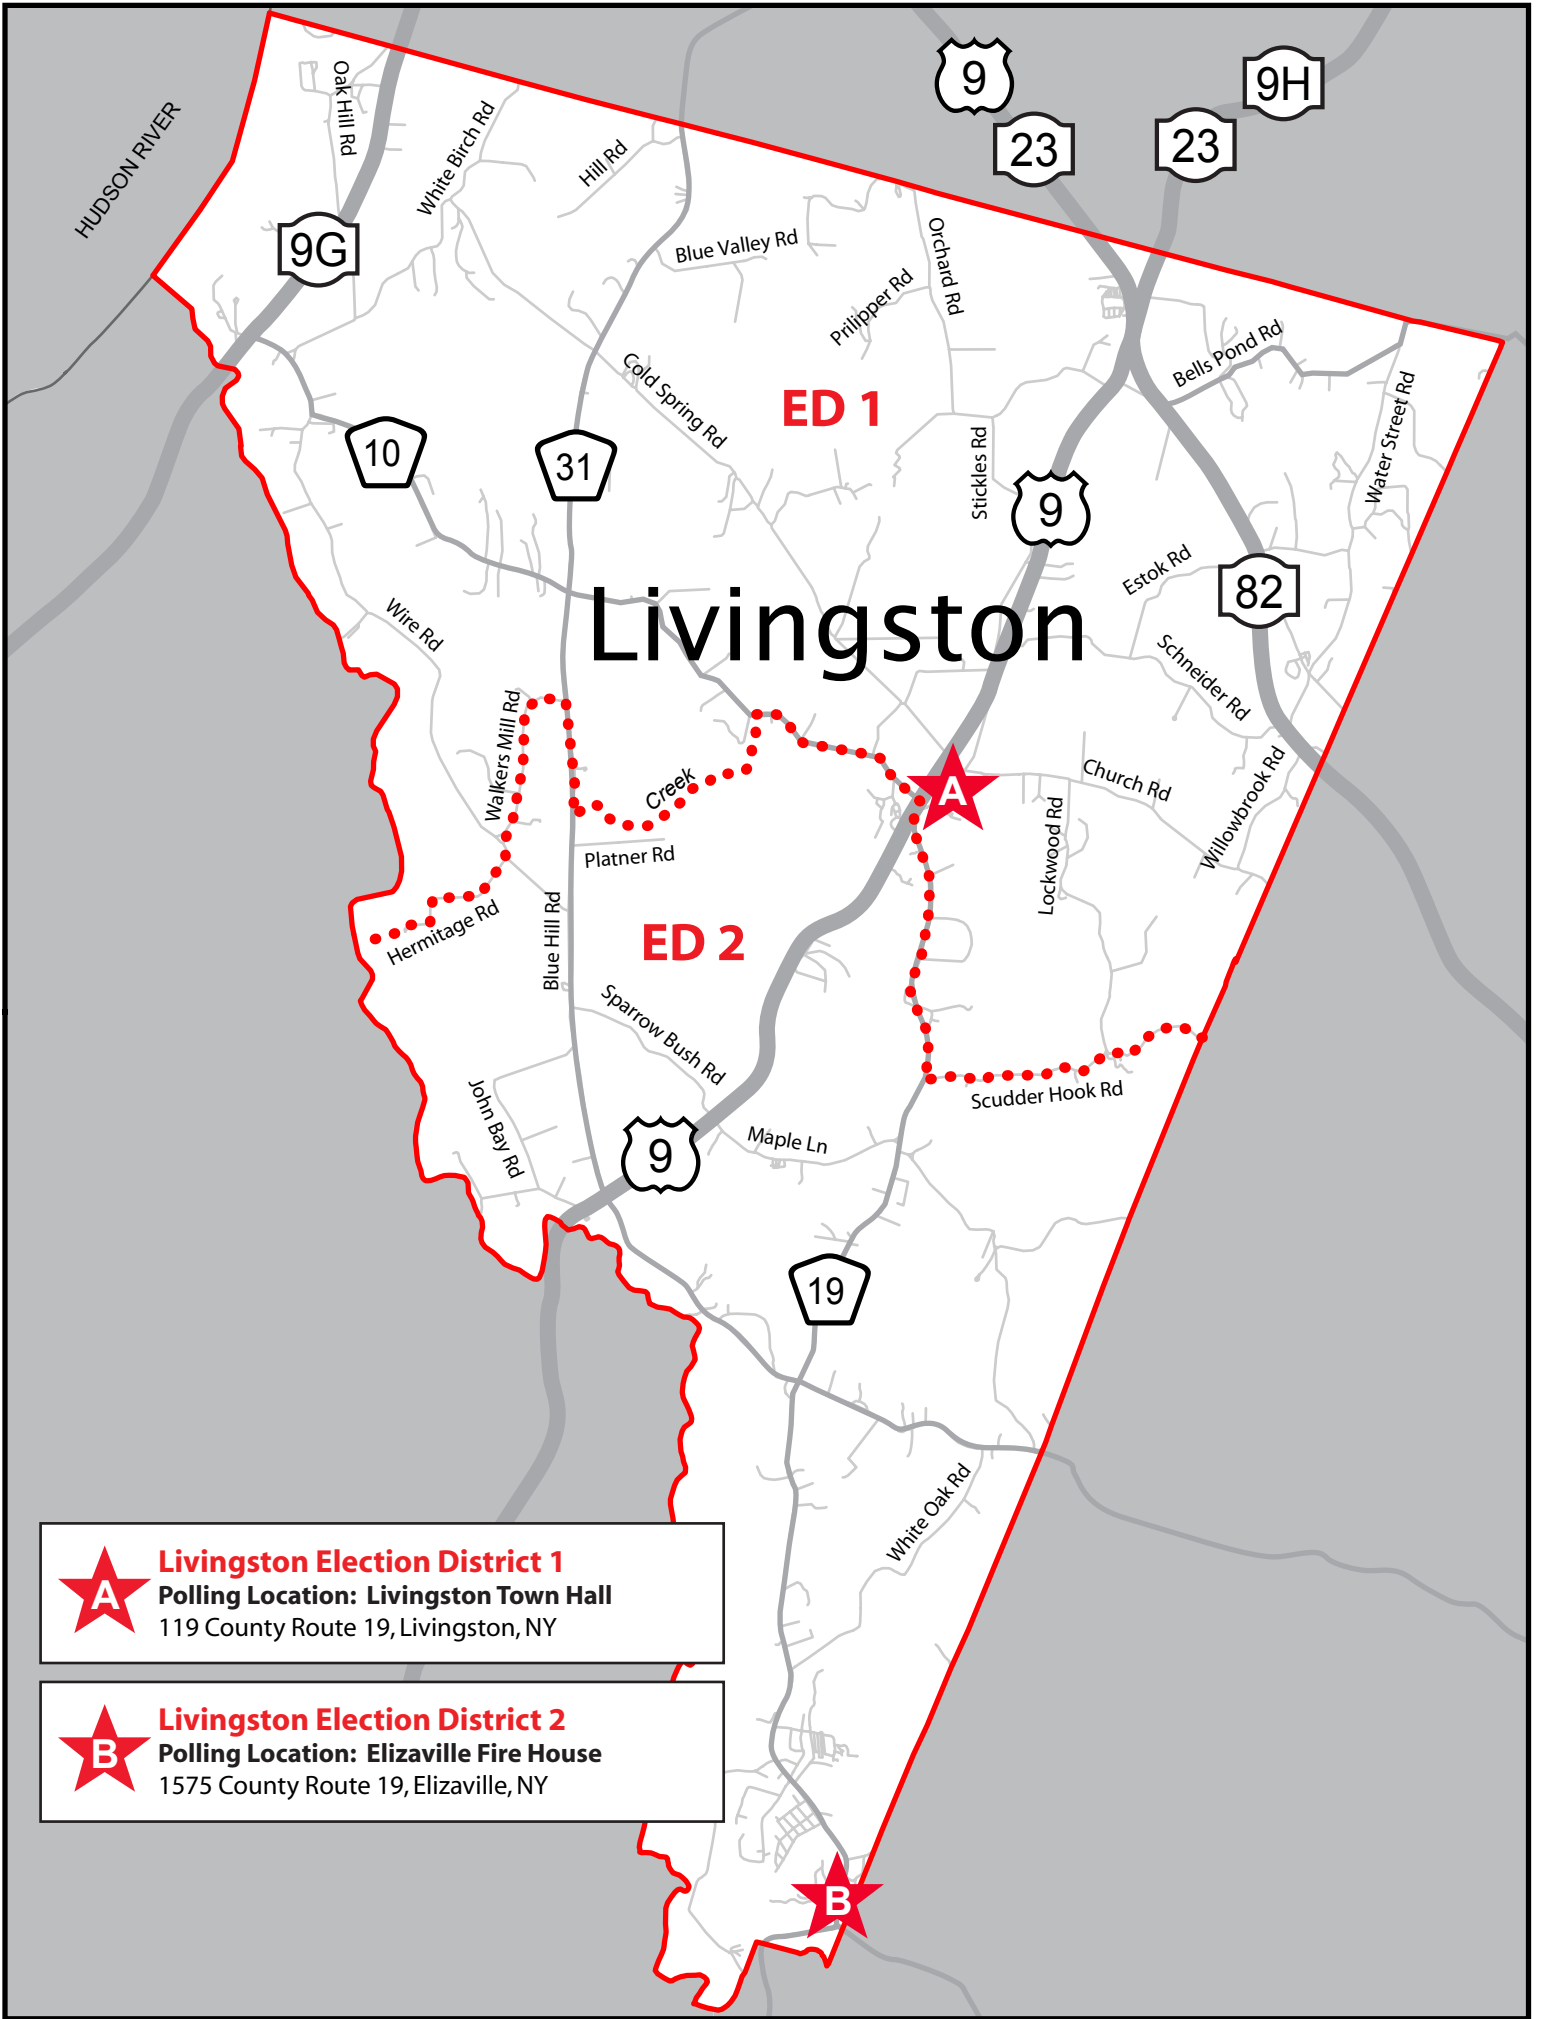 9
9H
23
23
Oak Hill Rd
White Birch Rd
Hill Rd
HUDSON RIVER
9G
Blue Valley Rd
Orchard Rd
Prilipper Rd
Bells Pond Rd
Cold Spring Rd
ED 1
Water Street Rd
10
31
Stickles Rd
9
Estok Rd
82
Livingston
Wire Rd
Schneider Rd
Walkers Mill Rd
Creek
A
Church Rd
Willowbrook Rd
Lockwood Rd
Platner Rd
Hermitage Rd
Blue Hill Rd
ED 2
Sparrow Bush Rd
Scudder Hook Rd
John Bay Rd
9
Maple Ln
19
White Oak Rd
A
Livingston Election District 1
Polling Location: Livingston Town Hall
119 County Route 19, Livingston, NY
B
Livingston Election District 2
Polling Location: Elizaville Fire House
1575 County Route 19, Elizaville, NY
B